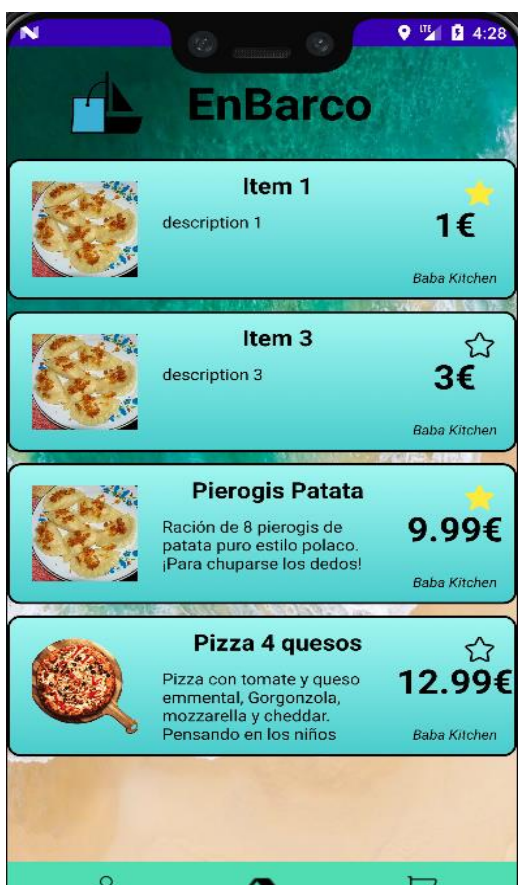 LTE 4:28
EnBarco
Item 1
description 1
1€
Baba Kitchen
Item 3
description 3
3€
Baba Kitchen
Pierogis Patata
Ración de 8 pierogis de
patata puro estilo polaco.
¡Para chuparse los dedos!
9.99€
Baba Kitchen
Pizza 4 quesos
Pizza con tomate y queso
emmental, Gorgonzola,
mozzarella y cheddar.
Pensando en los niños
12.99€
Baba Kitchen